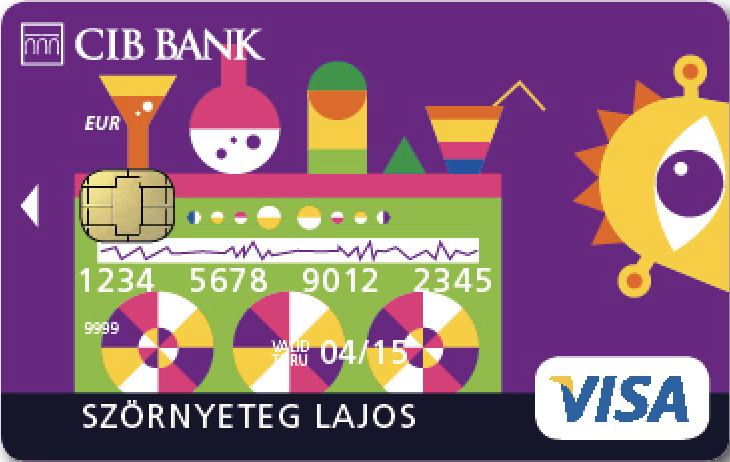 CIB BANK
EUR
1234 5678 9012 2345
9999
VALID THRU 04/15
SZÖRNYETEG LAJOS
VISA